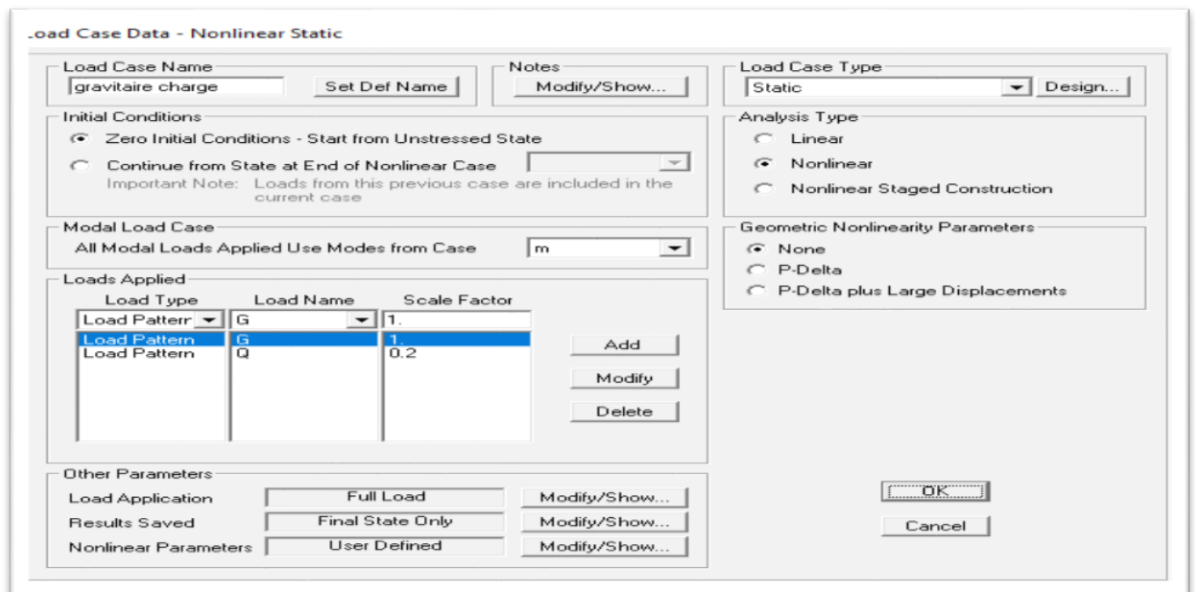 .oad Case Data - Nonlinear Static
Load Case Name
gravitaire charge
Set Def Name
Notes
Modify/Show...
Load Case Type
Static
Design...
Initial Conditions
Zero Initial Conditions - Start from Unstressed State
Continue from State at End of Nonlinear Case
Important Note: Loads from this previous case are included in the
current case
Analysis Type
Linear
Nonlinear
Nonlinear Staged Construction
Modal Load Case
All Modal Loads Applied Use Modes from Case m
Geometric Nonlinearity Parameters
None
P-Delta
P-Delta plus Large Displacements
Loads Applied
Load Type Load Name Scale Factor
Load Patterr G 1.
Load Pattern G 1.
Load Pattern Q 0.2
Add
Modify
Delete
Other Parameters
Load Application Full Load Modify/Show...
Results Saved Final State Only Modify/Show...
Nonlinear Parameters User Defined Modify/Show...
OK
Cancel